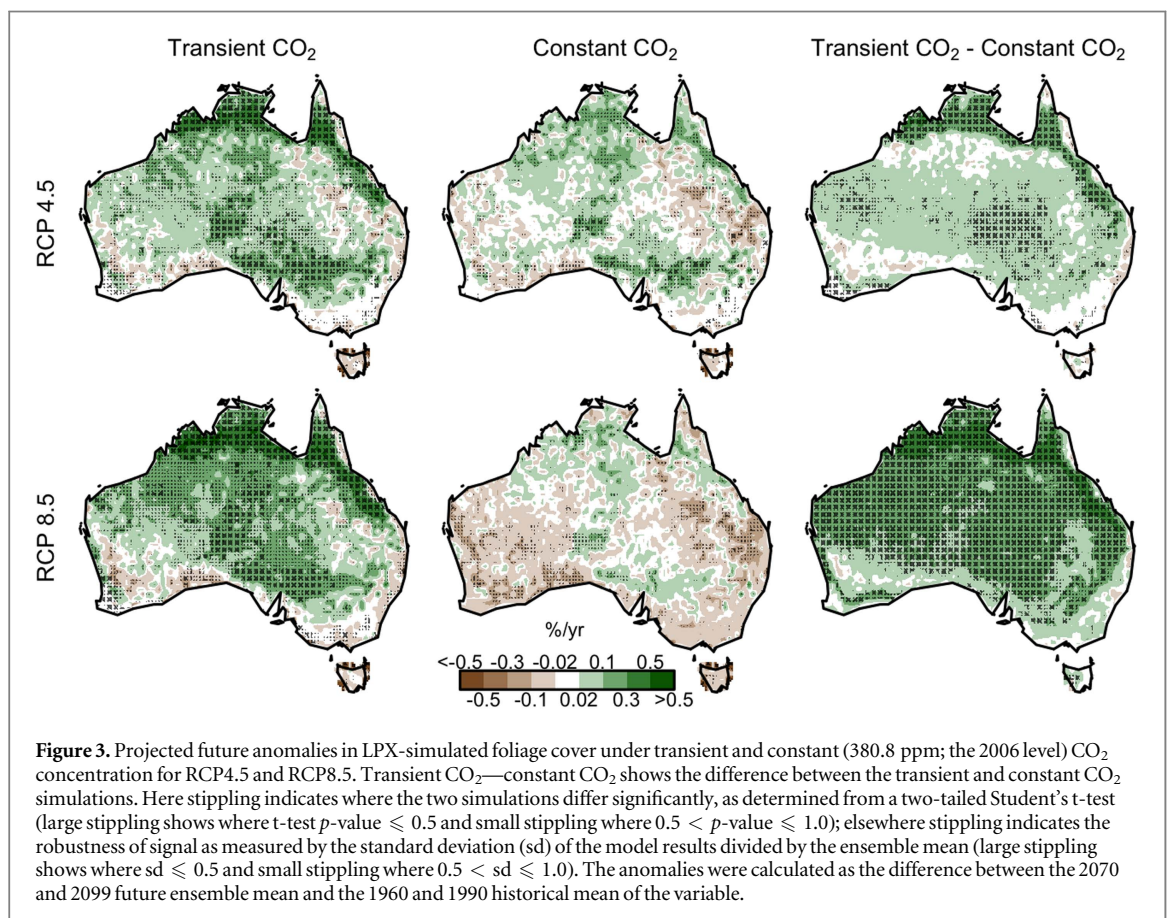 Transient CO₂ Constant CO₂ Transient CO₂ - Constant CO₂
RCP 4.5
RCP 8.5
%/yr
<-0.5 -0.3 -0.02 0.1 0.5
-0.5 -0.1 0.02 0.3 >0.5
Figure 3. Projected future anomalies in LPX-simulated foliage cover under transient and constant (380.8 ppm; the 2006 level) CO₂
concentration for RCP4.5 and RCP8.5. Transient CO₂—constant CO₂ shows the difference between the transient and constant CO₂
simulations. Here stippling indicates where the two simulations differ significantly, as determined from a two-tailed Student's t-test
(large stippling shows where t-test p-value ⩽ 0.5 and small stippling where 0.5 < p-value ⩽ 1.0); elsewhere stippling indicates the
robustness of signal as measured by the standard deviation (sd) of the model results divided by the ensemble mean (large stippling
shows where sd ⩽ 0.5 and small stippling where 0.5 < sd ⩽ 1.0). The anomalies were calculated as the difference between the 2070
and 2099 future ensemble mean and the 1960 and 1990 historical mean of the variable.